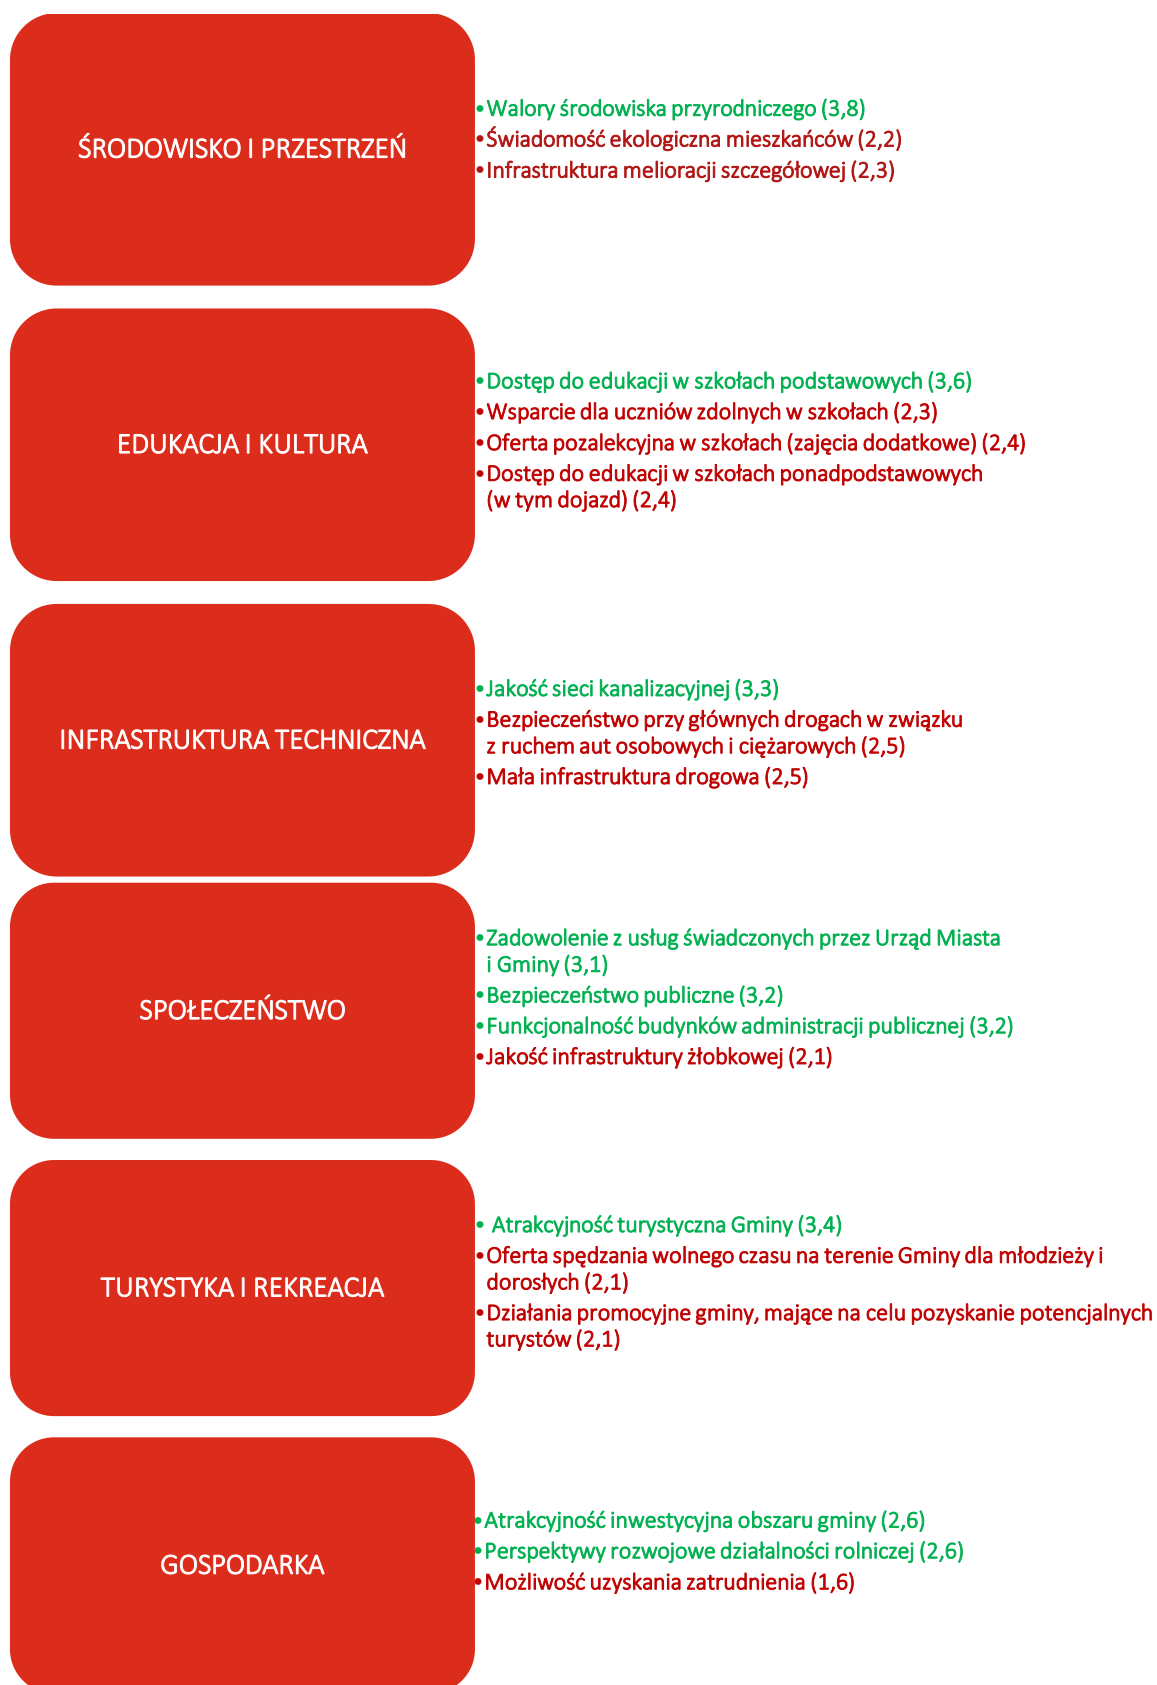 ŚRODOWISKO I PRZESTRZEŃ
•Walory środowiska przyrodniczego (3,8)
•Świadomość ekologiczna mieszkańców (2,2)
•Infrastruktura melioracji szczegółowej (2,3)
EDUKACJA I KULTURA
•Dostęp do edukacji w szkołach podstawowych (3,6)
•Wsparcie dla uczniów zdolnych w szkołach (2,3)
•Oferta pozalekcyjna w szkołach (zajęcia dodatkowe) (2,4)
•Dostęp do edukacji w szkołach ponadpodstawowych
(w tym dojazd) (2,4)
INFRASTRUKTURA TECHNICZNA
•Jakość sieci kanalizacyjnej (3,3)
•Bezpieczeństwo przy głównych drogach w związku
z ruchem aut osobowych i ciężarowych (2,5)
•Mała infrastruktura drogowa (2,5)
SPOŁECZEŃSTWO
•Zadowolenie z usług świadczonych przez Urząd Miasta
i Gminy (3,1)
•Bezpieczeństwo publiczne (3,2)
•Funkcjonalność budynków administracji publicznej (3,2)
•Jakość infrastruktury żłobkowej (2,1)
TURYSTYKA I REKREACJA
• Atrakcyjność turystyczna Gminy (3,4)
•Oferta spędzania wolnego czasu na terenie Gminy dla młodzieży i
dorosłych (2,1)
•Działania promocyjne gminy, mające na celu pozyskanie potencjalnych
turystów (2,1)
GOSPODARKA
•Atrakcyjność inwestycyjna obszaru gminy (2,6)
•Perspektywy rozwojowe działalności rolniczej (2,6)
•Możliwość uzyskania zatrudnienia (1,6)